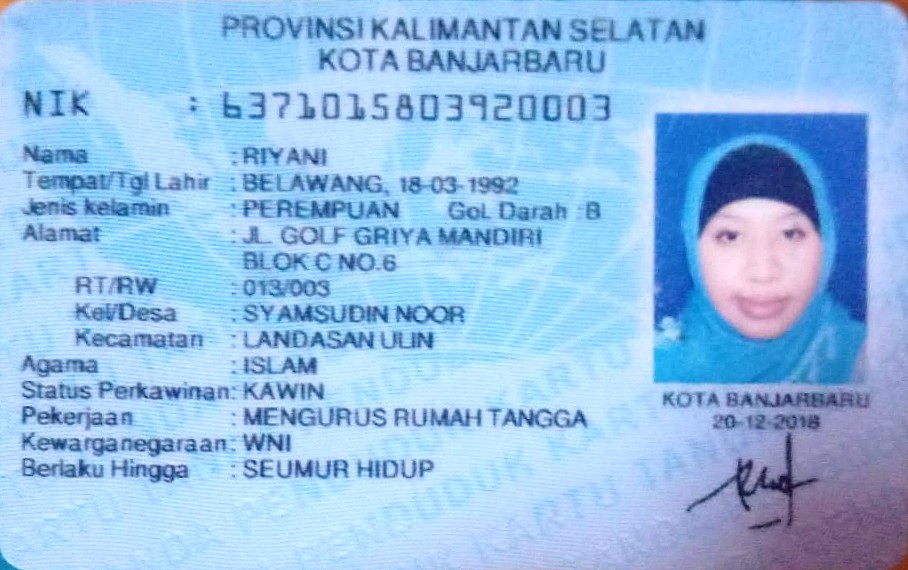 PROVINSI KALIMANTAN SELATAN
KOTA BANJARBARU
NIK : 6371015803920003
Nama : RIYANI
Tempat/Tgl Lahir : BELAWANG, 18-03-1992
Jenis kelamin : PEREMPUAN Gol. Darah : B
Alamat : JL. GOLF GRIYA MANDIRI
BLOK C NO.6
RT/RW : 013/003
Kel/Desa : SYAMSUDIN NOOR
Kecamatan : LANDASAN ULIN
Agama : ISLAM
Status Perkawinan: KAWIN
Pekerjaan : MENGURUS RUMAH TANGGA
Kewarganegaraan: WNI
Berlaku Hingga : SEUMUR HIDUP
KOTA BANJARBARU
20-12-2018